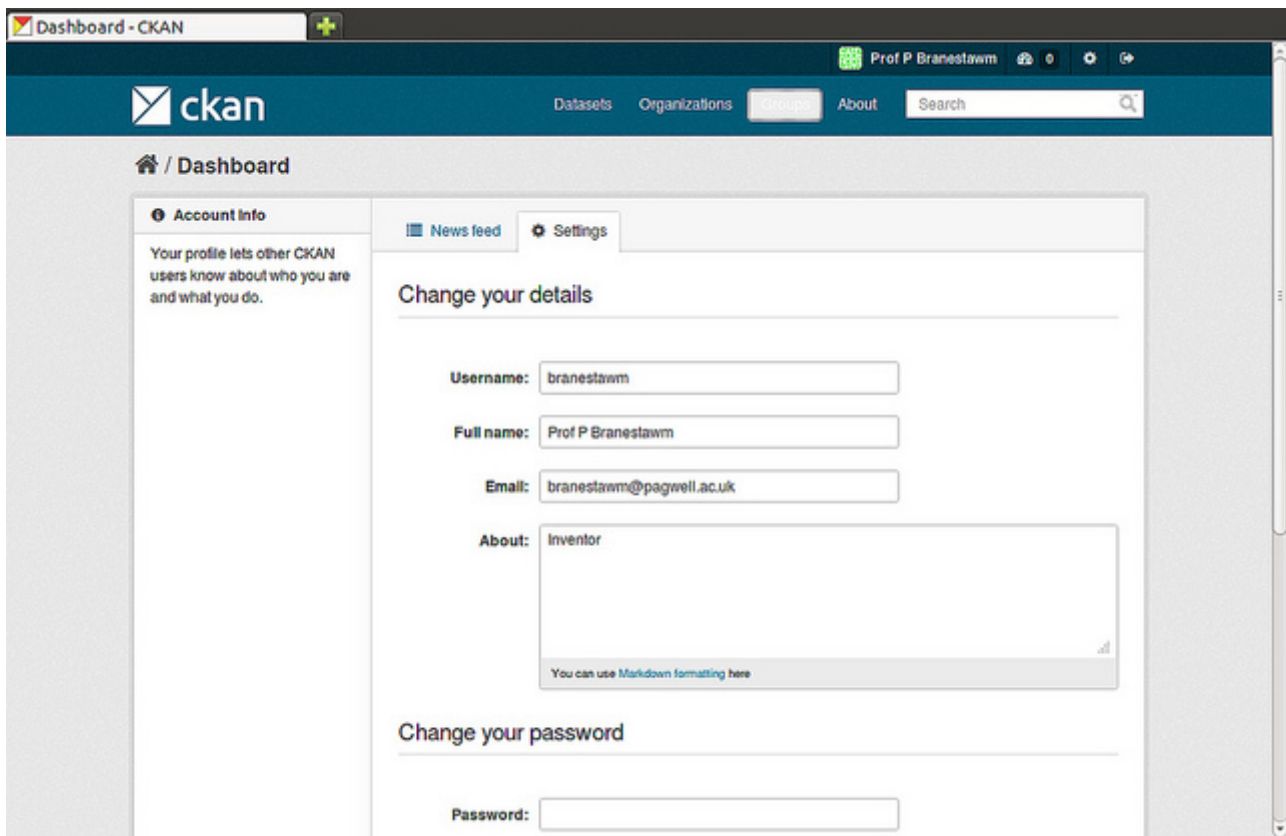 Dashboard - CKAN
Prof P Branestawm 0
ckan
Datasets Organizations Groups About Search
/ Dashboard
Account Info
Your profile lets other CKAN
users know about who you are
and what you do.
News feed Settings
Change your details
Username: branestawm
Full name: Prof P Branestawm
Email: branestawm@pagwell.ac.uk
About: Inventor
You can use Markdown formatting here
Change your password
Password: